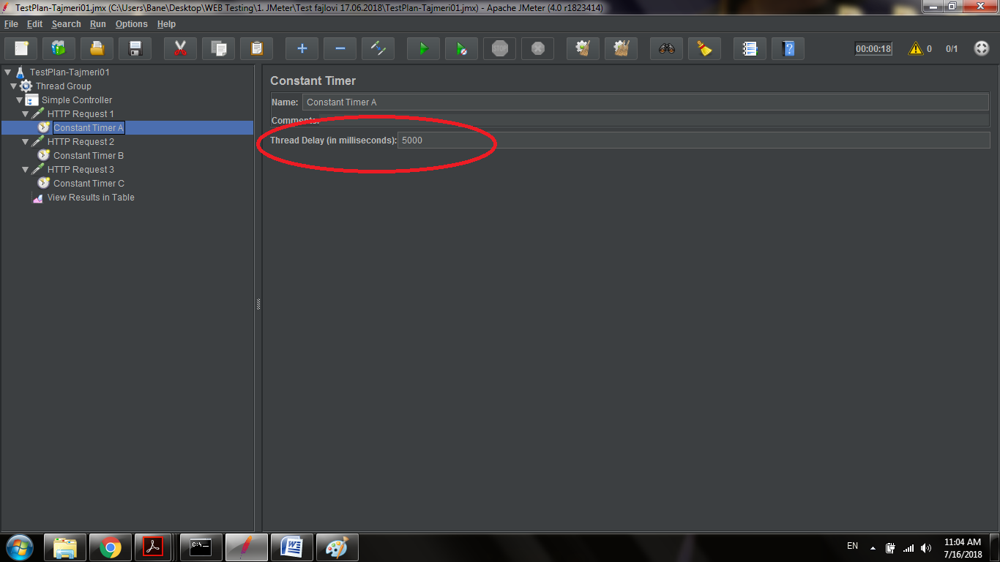 TestPlan-Tajmeri01.jmx (C:\Users\Bane\Desktop\WEB Testing\1. JMeter\Test fajlovi 17.06.2018\TestPlan-Tajmeri01.jmx) - Apache JMeter (4.0 r1823414)
File Edit Search Run Options Help
STOP
00:00:18 0 0/1
TestPlan-Tajmeri01
Thread Group
Simple Controller
HTTP Request 1
Constant Timer A
HTTP Request 2
Constant Timer B
HTTP Request 3
Constant Timer C
View Results in Table
Constant Timer
Name: Constant Timer A
Comments:
Thread Delay (in milliseconds): 5000
C:\
EN
11:04 AM
7/16/2018